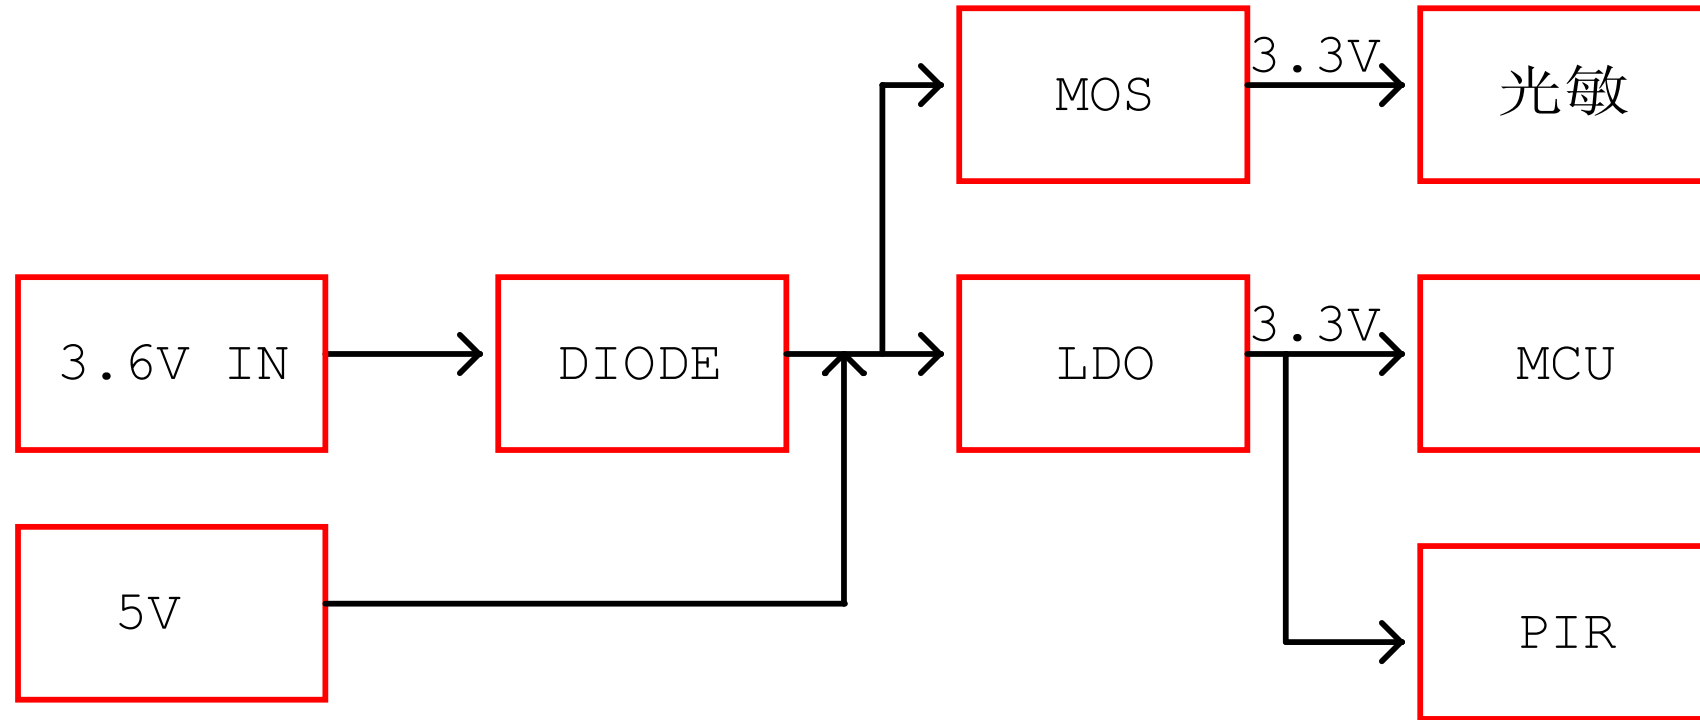 MOS
3.3V
光敏
3.6V IN
DIODE
LDO
3.3V
MCU
5V
PIR